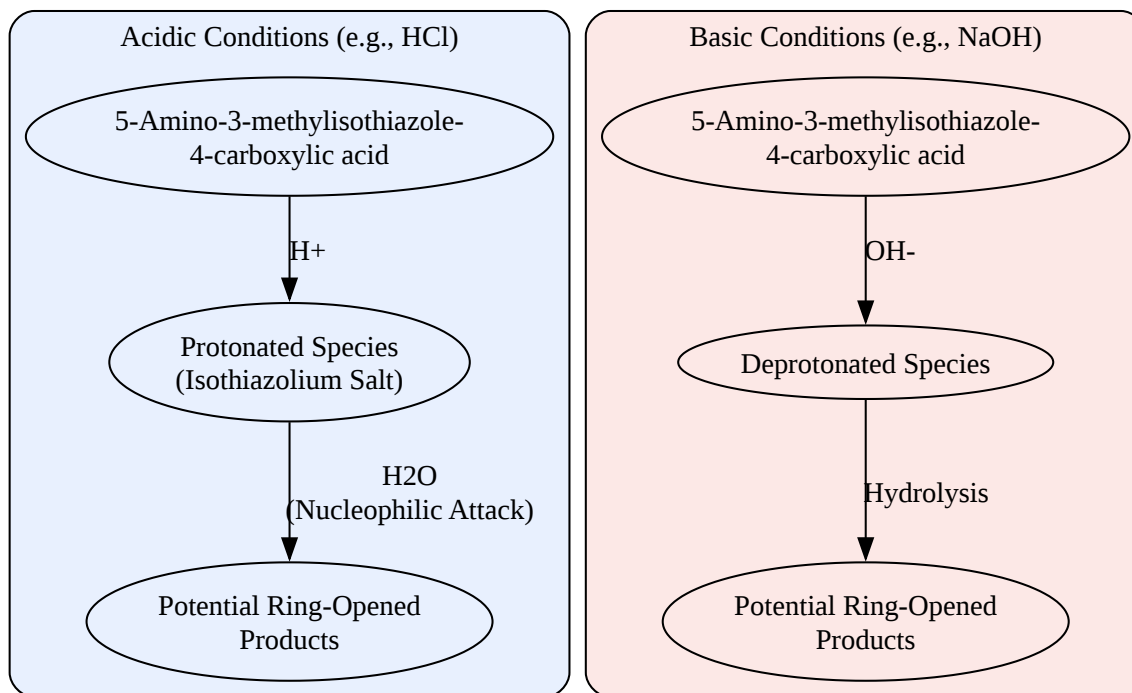 Acidic Conditions (e.g., HCl)
5-Amino-3-methylisothiazole-
4-carboxylic acid
H+
Protonated Species
(Isothiazolium Salt)
H2O
(Nucleophilic Attack)
Potential Ring-Opened
Products
Basic Conditions (e.g., NaOH)
5-Amino-3-methylisothiazole-
4-carboxylic acid
OH-
Deprotonated Species
Hydrolysis
Potential Ring-Opened
Products